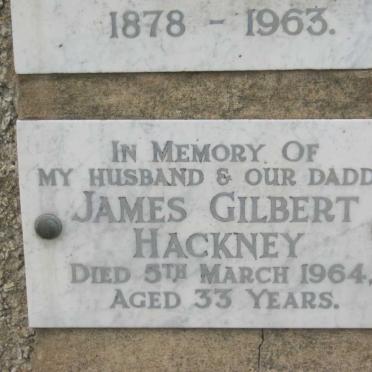 1878 - 1963.
IN MEMORY OF
MY HUSBAND & OUR DADD
JAMES GILBERT
HACKNEY
DIED 5TH MARCH 1964,
AGED 33 YEARS.